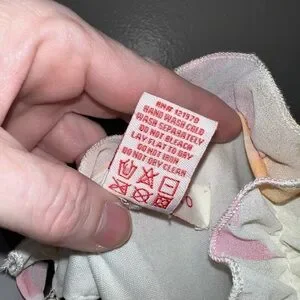 RN# 121570
HAND WASH COLD
WASH SEPARATELY
DO NOT BLEACH
LAY FLAT TO DRY
DO NOT IRON
DO NOT DRY CLEAN